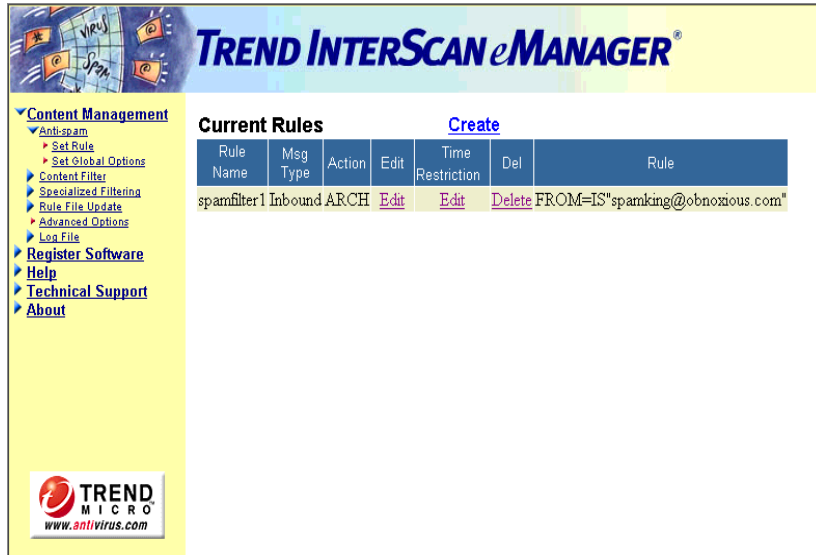 VIRUS
SPAM
TREND INTERSCAN eMANAGER®
Content Management
Anti-spam
Set Rule
Set Global Options
Content Filter
Specialized Filtering
Rule File Update
Advanced Options
Log File
Register Software
Help
Technical Support
About
Current Rules Create
Rule Name Msg Type Action Edit Time Restriction Del Rule
spamfilter1 Inbound ARCH Edit Edit Delete FROM=IS"spamking@obnoxious.com"
TREND
MICRO™
www.antivirus.com